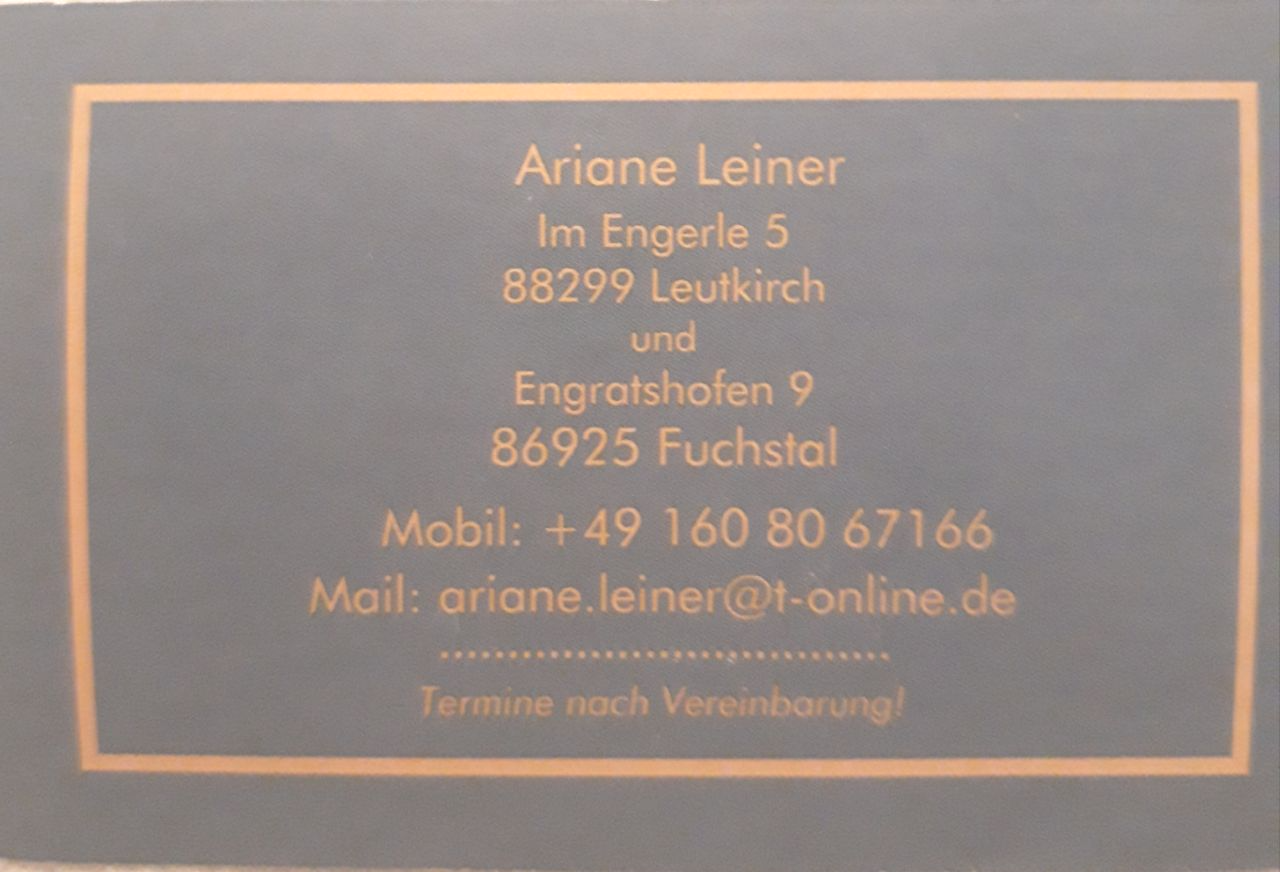 Ariane Leiner
Im Engerle 5
88299 Leutkirch
und
Engratshofen 9
86925 Fuchstal
Mobil: +49 160 80 67166
Mail: ariane.leiner@t-online.de
Termine nach Vereinbarung!